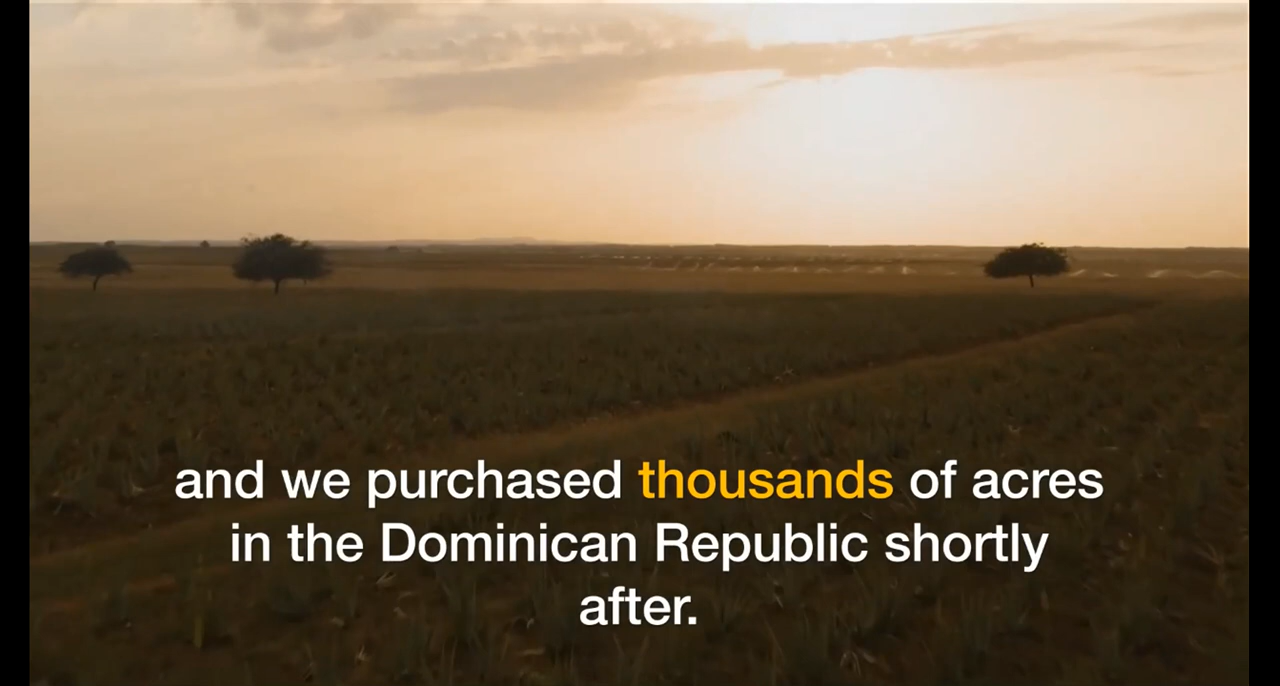 and we purchased thousands of acres
in the Dominican Republic shortly
after.